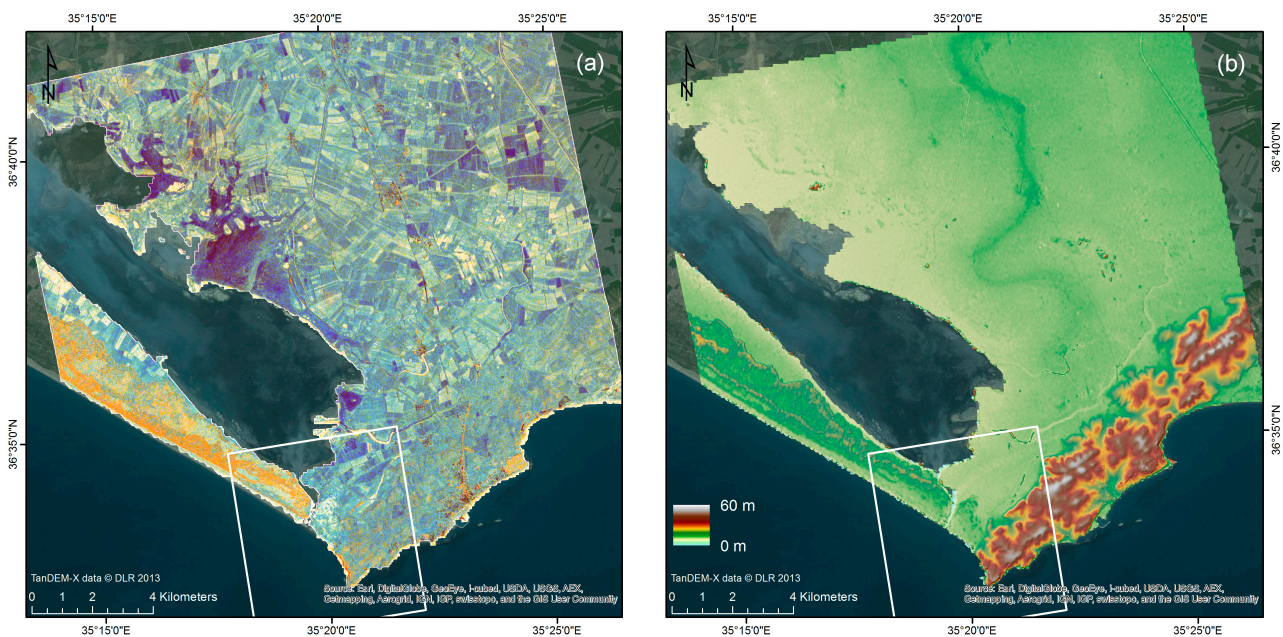 35°15'0"E 35°20'0"E 35°25'0"E
35°15'0"E 35°20'0"E 35°25'0"E
(a)
(b)
N
N
36°40'0"N
36°40'0"N
36°35'0"N
36°35'0"N
60 m
0 m
TanDEM-X data © DLR 2013
0 1 2 4 Kilometers
Source: Esri, DigitalGlobe, GeoEye, i-cubed, USDA, USGS, AEX,
Getmapping, Aerogrid, IGN, IGP, swisstopo, and the GIS User Community
TanDEM-X data © DLR 2013
0 1 2 4 Kilometers
Source: Esri, DigitalGlobe, GeoEye, i-cubed, USDA, USGS, AEX,
Getmapping, Aerogrid, IGN, IGP, swisstopo, and the GIS User Community
35°15'0"E 35°20'0"E 35°25'0"E
35°15'0"E 35°20'0"E 35°25'0"E